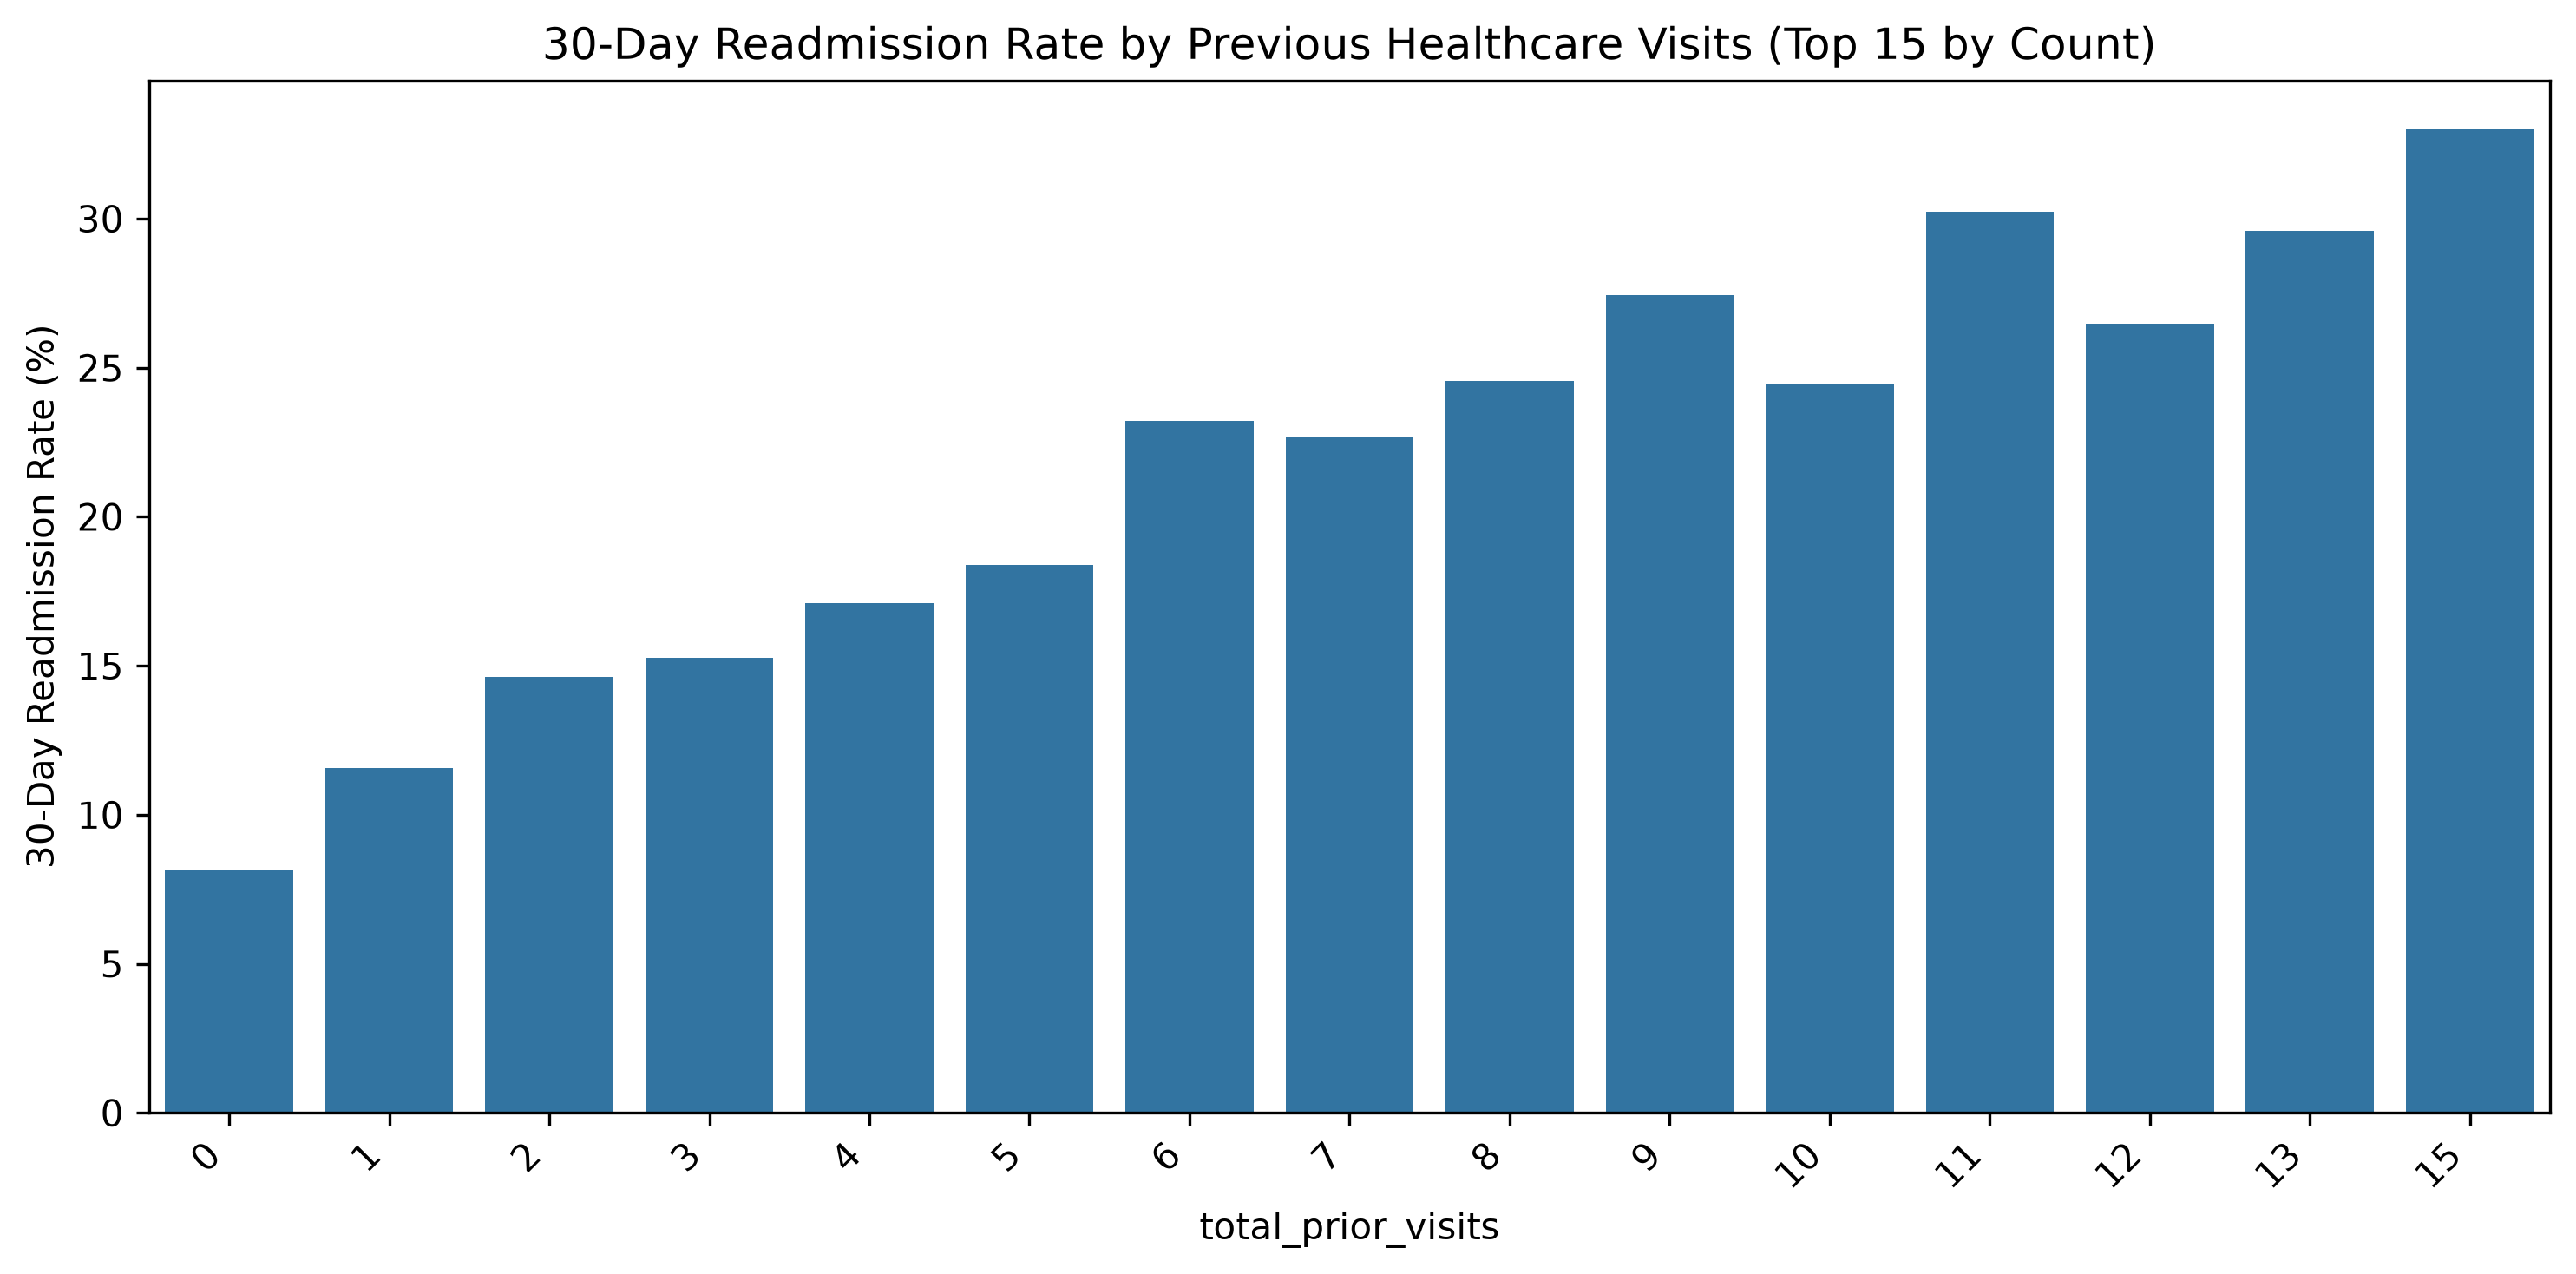 30-Day Readmission Rate by Previous Healthcare Visits (Top 15 by Count)
30-Day Readmission Rate (%)
30
25
20
15
10
5
0
0 1 2 3 4 5 6 7 8 9 10 11 12 13 15
total_prior_visits